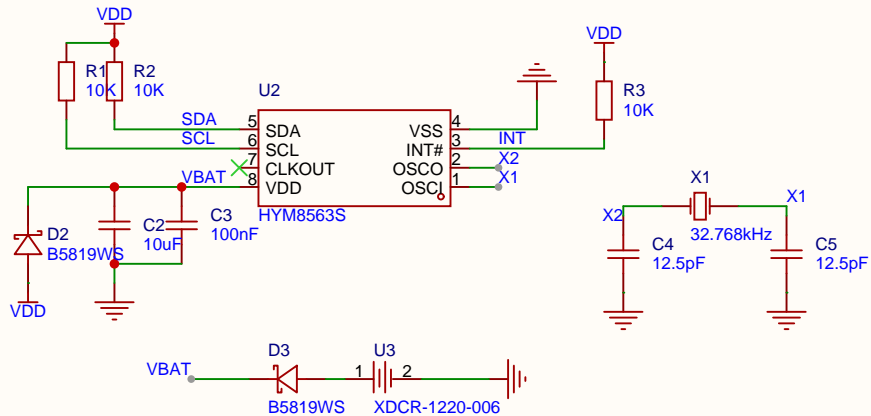 VDD
R1
10K
R2
10K
SDA
SCL
VBAT
U2
5
6
7
8
SDA
SCL
CLKOUT
VDD
VSS
INT#
OSCO
OSCI
4
3
2
1
HYM8563S
INT
X2
X1
VDD
R3
10K
C2
10uF
C3
100nF
D2
B5819WS
VDD
X1
X2
X1
32.768kHz
C4
12.5pF
C5
12.5pF
VBAT
D3
B5819WS
U3
1
2
XDCR-1220-006